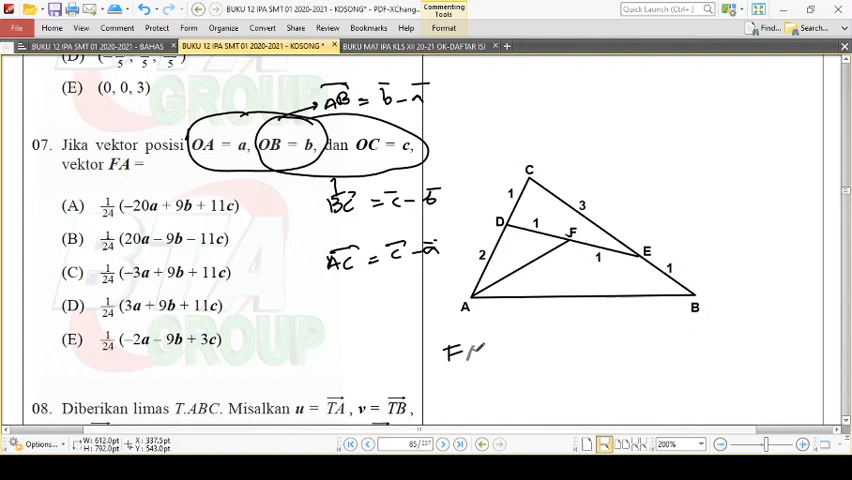 BUKU 12 IPA SMT 01 2020-2021 - KOSONG* - PDF-XChange
Commenting Tools
Quick Launch (Ctrl+.)
File Home View Comment Protect Form Organize Convert Share Review Bookmarks Help Format
Find...
Search...
BUKU 12 IPA SMT 01 2020-2021 - BAHAS
BUKU 12 IPA SMT 01 2020-2021 - KOSONG *
BUKU MAT IPA KLS XII 20-21 OK-DAFTAR ISI
(E) (0, 0, 3)
AB = b - a
07. Jika vektor posisi OA = a, OB = b, dan OC = c,
vektor FA =
BC = c - b
AC = c - a
(A) 1/24 (–20a + 9b + 11c)
(B) 1/24 (20a – 9b – 11c)
(C) 1/24 (–3a + 9b + 11c)
(D) 1/24 (3a + 9b + 11c)
(E) 1/24 (–2a – 9b + 3c)
C
1
3
D
1
F
E
2
1
1
A
B
08. Diberikan limas T.ABC. Misalkan u = TA, v = TB,
Options...
W: 612.0pt
H: 792.0pt
X: 337.5pt
Y: 543.0pt
85 /237
200%